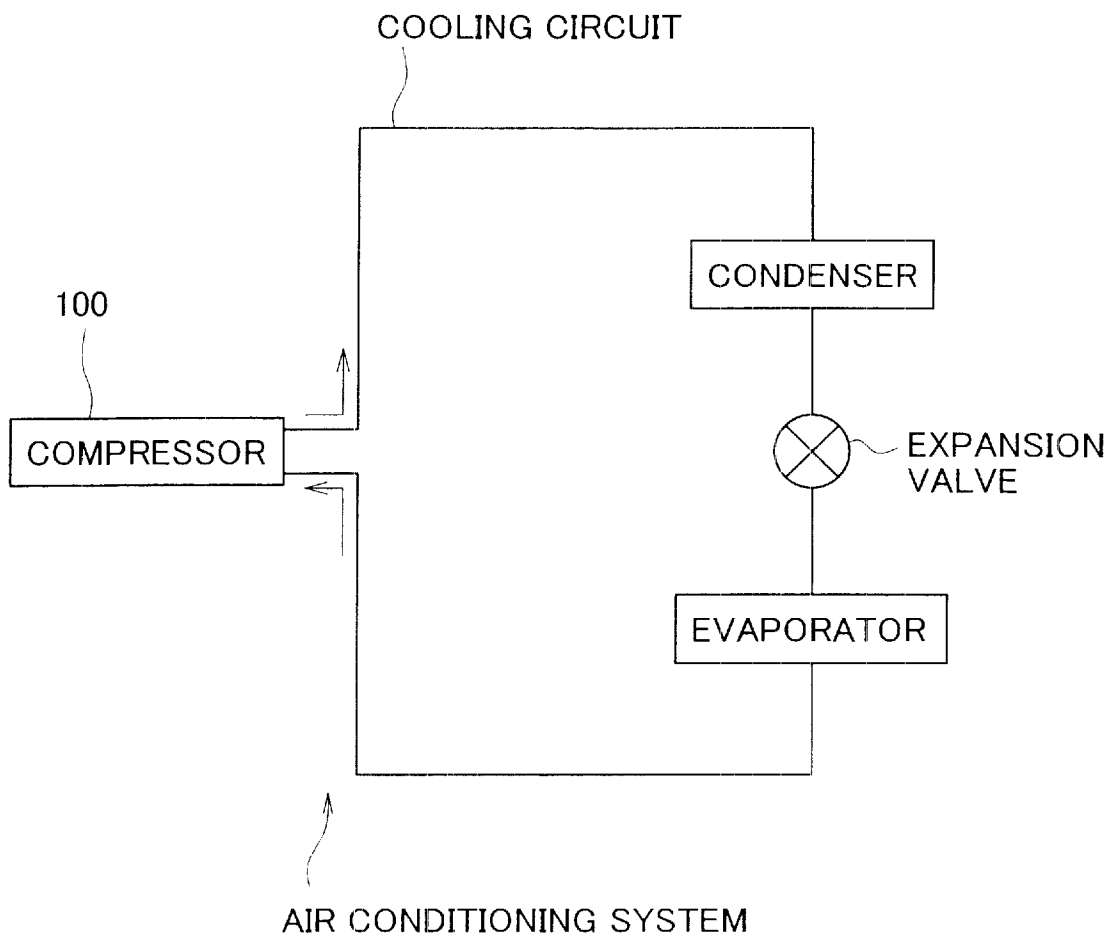 COOLING CIRCUIT
CONDENSER
100
COMPRESSOR
EXPANSION
VALVE
EVAPORATOR
AIR CONDITIONING SYSTEM